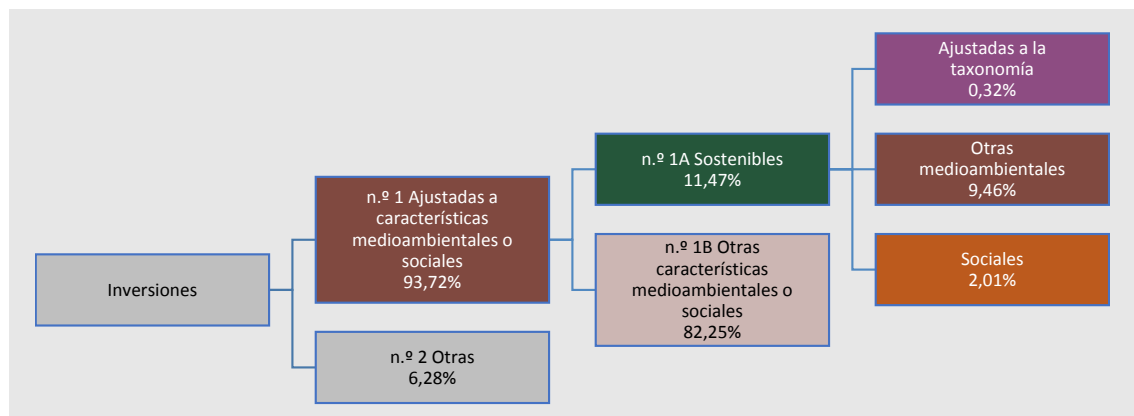 Inversiones
n.º 1 Ajustadas a
características
medioambientales o
sociales
93,72%
n.º 2 Otras
6,28%
n.º 1A Sostenibles
11,47%
n.º 1B Otras
características
medioambientales o
sociales
82,25%
Ajustadas a la
taxonomía
0,32%
Otras
medioambientales
9,46%
Sociales
2,01%